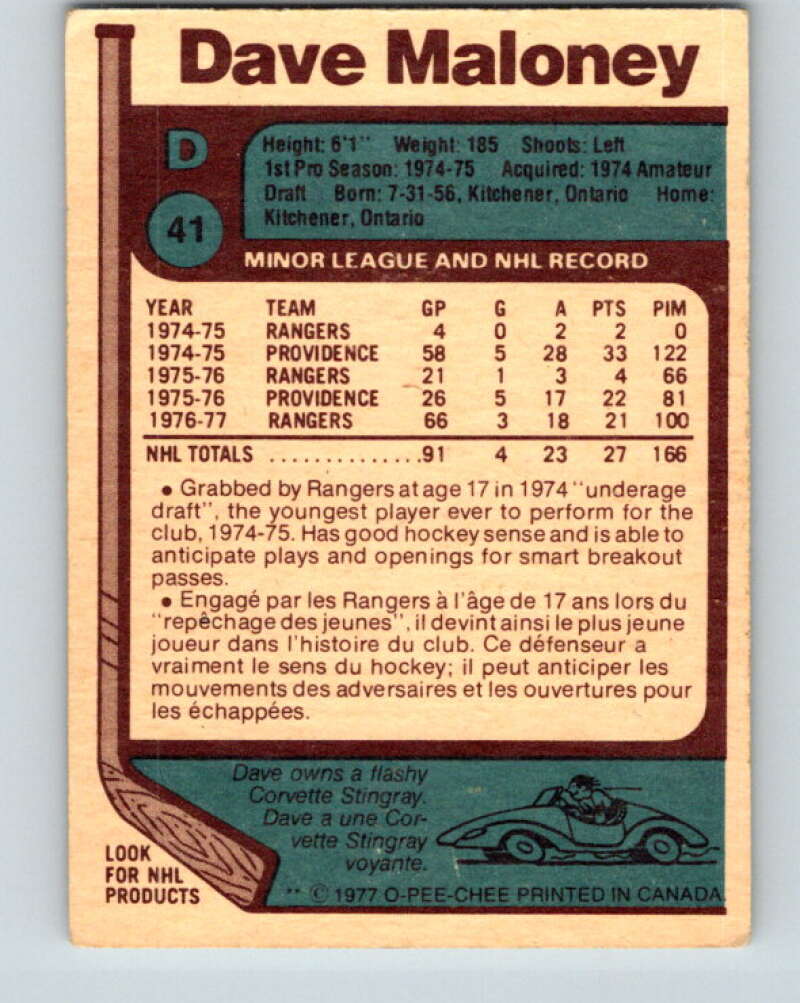 Dave Maloney
D
Height: 6'1" Weight: 185 Shoots: Left
1st Pro Season: 1974-75 Acquired: 1974 Amateur
Draft Born: 7-31-56, Kitchener, Ontario Home:
Kitchener, Ontario
41
MINOR LEAGUE AND NHL RECORD
YEAR TEAM GP G A PTS PIM
1974-75 RANGERS 4 0 2 2 0
1974-75 PROVIDENCE 58 5 28 33 122
1975-76 RANGERS 21 1 3 4 66
1975-76 PROVIDENCE 26 5 17 22 81
1976-77 RANGERS 66 3 18 21 100
NHL TOTALS ..............91 4 23 27 166
• Grabbed by Rangers at age 17 in 1974 "underage
draft", the youngest player ever to perform for the
club, 1974-75. Has good hockey sense and is able to
anticipate plays and openings for smart breakout
passes.
• Engagé par les Rangers à l'âge de 17 ans lors du
"repêchage des jeunes", il devint ainsi le plus jeune
joueur dans l'histoire du club. Ce défenseur a
vraiment le sens du hockey; il peut anticiper les
mouvements des adversaires et les ouvertures pour
les échappées.
Dave owns a flashy
Corvette Stingray.
Dave a une Cor-
vette Stingray
voyante.
LOOK
FOR NHL
PRODUCTS
** © 1977 O-PEE-CHEE PRINTED IN CANADA